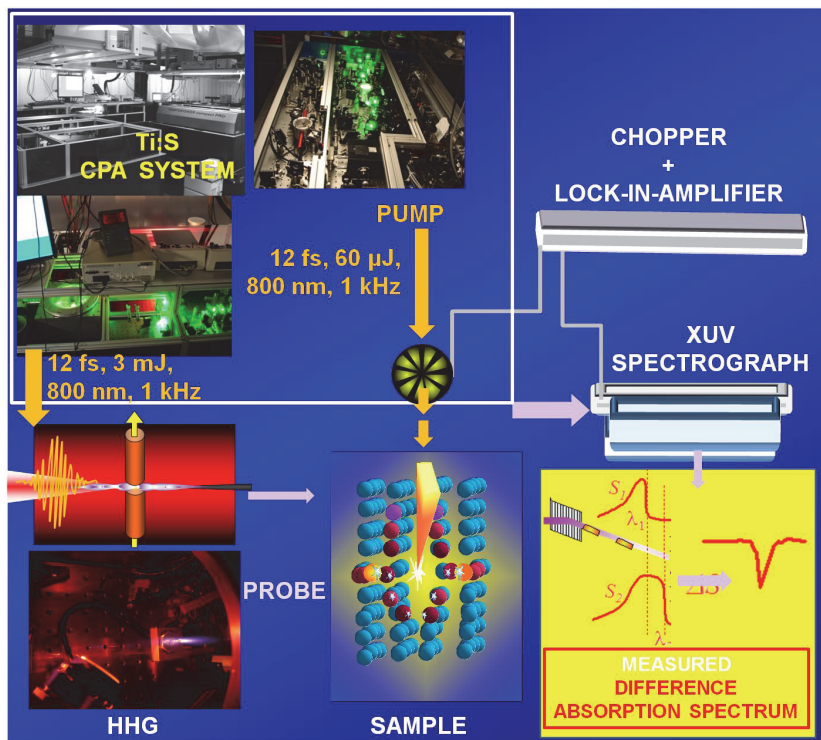 Ti:S
CPA SYSTEM
PUMP
12 fs, 60 µJ,
800 nm, 1 kHz
CHOPPER
+
LOCK-IN-AMPLIFIER
12 fs, 3 mJ,
800 nm, 1 kHz
XUV
SPECTROGRAPH
PROBE
HHG
SAMPLE
S₁
λ₁
S₂
ΔS
MEASURED
DIFFERENCE
ABSORPTION SPECTRUM